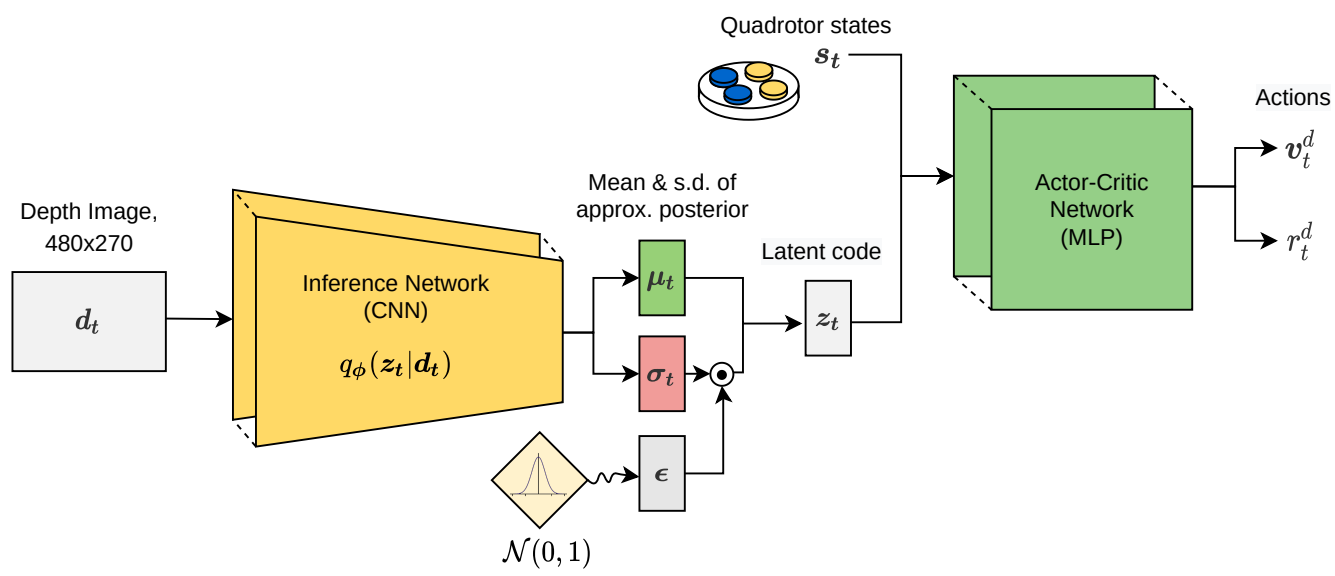 Quadrotor states
s_t
Depth Image,
480x270
d_t
Inference Network
(CNN)
q_ϕ(z_t|d_t)
Mean & s.d. of
approx. posterior
μ_t
σ_t
ϵ
𝒩(0, 1)
Latent code
z_t
Actor-Critic
Network
(MLP)
Actions
v_t^d
r_t^d